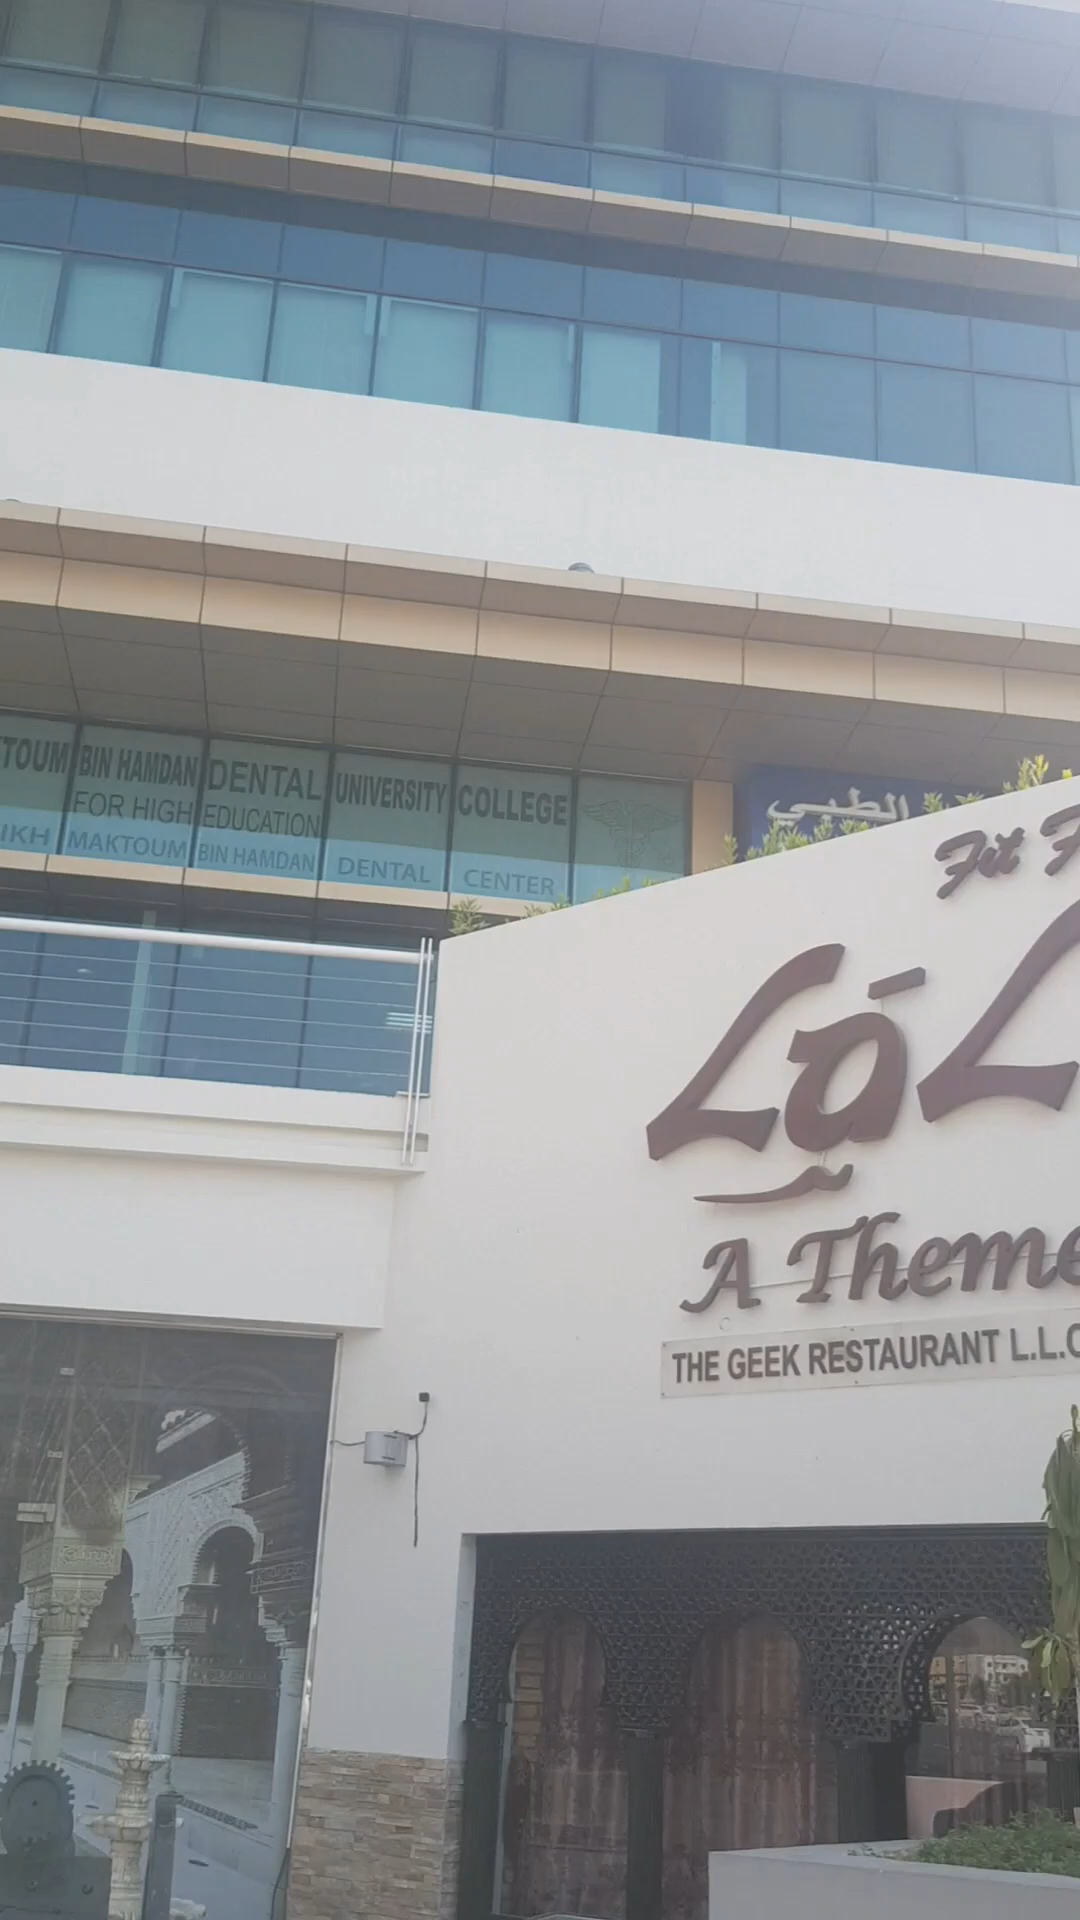 TOUM BIN HAMDAN DENTAL UNIVERSITY COLLEGE
FOR HIGH EDUCATION
IKH MAKTOUM BIN HAMDAN DENTAL CENTER
الطبي
Fit F
LaL
A Theme
THE GEEK RESTAURANT L.L.C